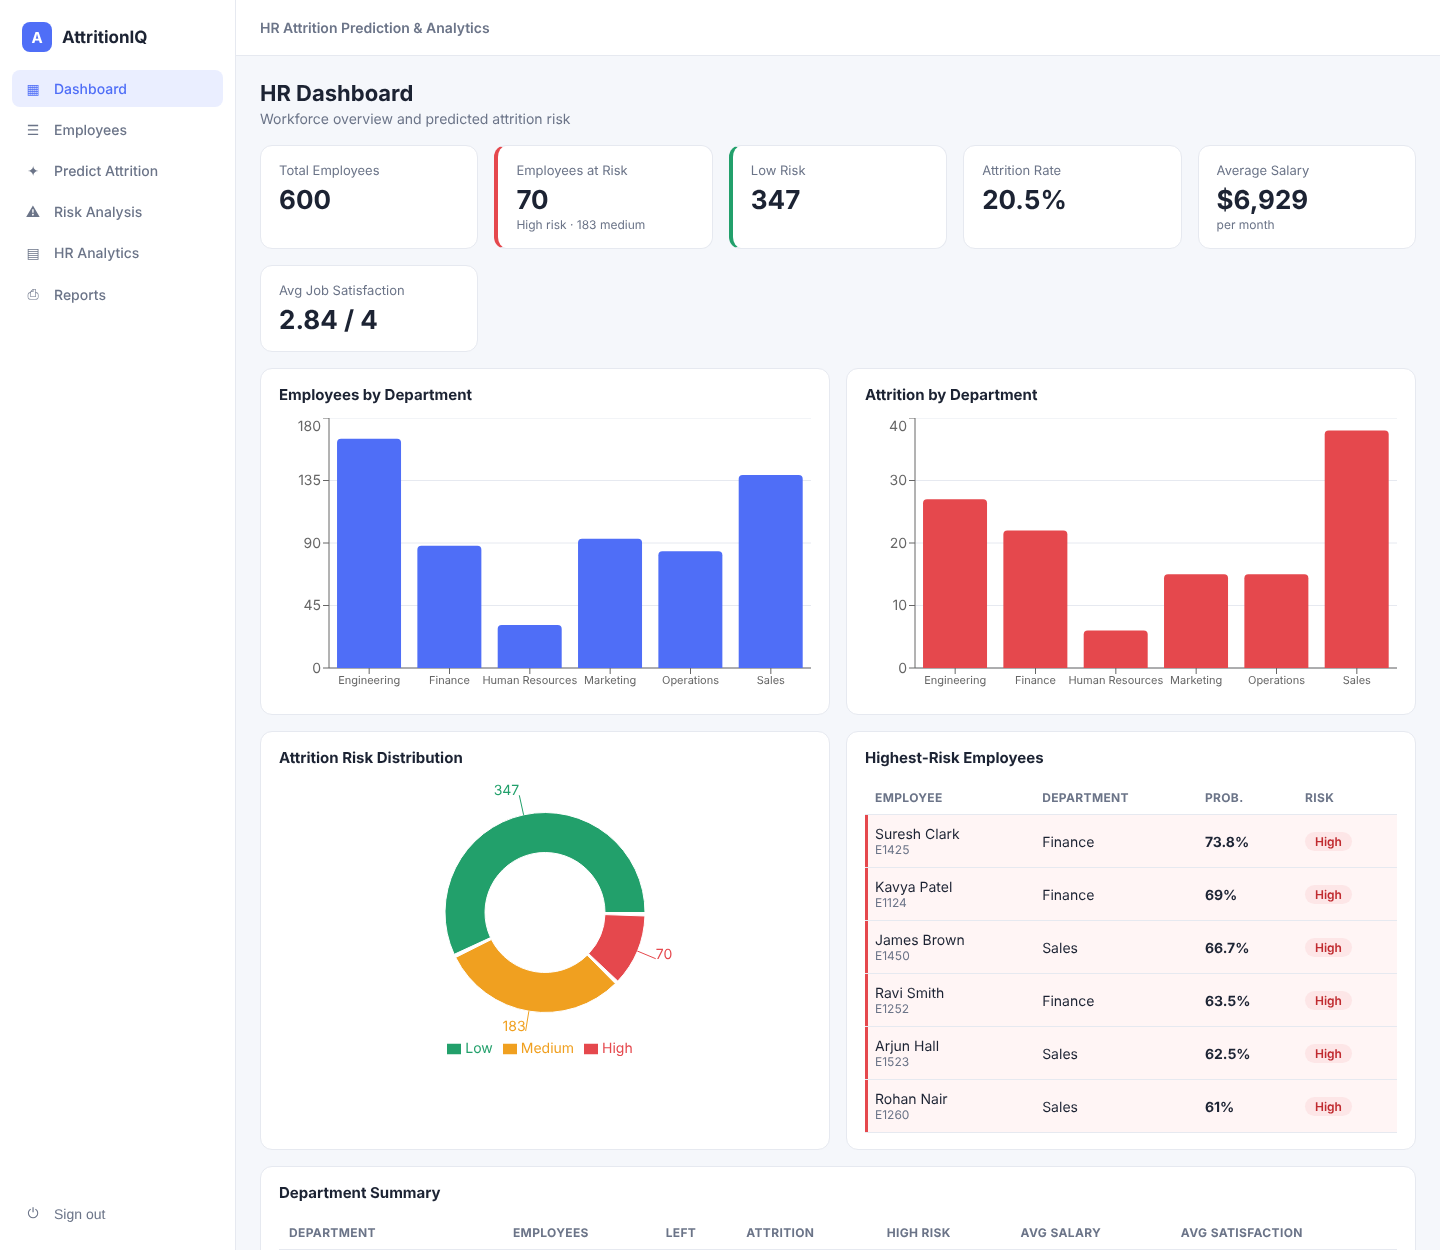 A AttritionIQ
Dashboard
Employees
Predict Attrition
Risk Analysis
HR Analytics
Reports
Sign out
HR Attrition Prediction & Analytics
HR Dashboard
Workforce overview and predicted attrition risk
Total Employees
600
Employees at Risk
70
High risk · 183 medium
Low Risk
347
Attrition Rate
20.5%
Average Salary
$6,929
per month
Avg Job Satisfaction
2.84 / 4
Employees by Department
180
135
90
45
0
Engineering Finance Human Resources Marketing Operations Sales
Attrition by Department
40
30
20
10
0
Engineering Finance Human Resources Marketing Operations Sales
Attrition Risk Distribution
347
70
183
Low Medium High
Highest-Risk Employees
EMPLOYEE DEPARTMENT PROB. RISK
Suresh Clark
E1425
Finance 73.8% High
Kavya Patel
E1124
Finance 69% High
James Brown
E1450
Sales 66.7% High
Ravi Smith
E1252
Finance 63.5% High
Arjun Hall
E1523
Sales 62.5% High
Rohan Nair
E1260
Sales 61% High
Department Summary
DEPARTMENT EMPLOYEES LEFT ATTRITION HIGH RISK AVG SALARY AVG SATISFACTION